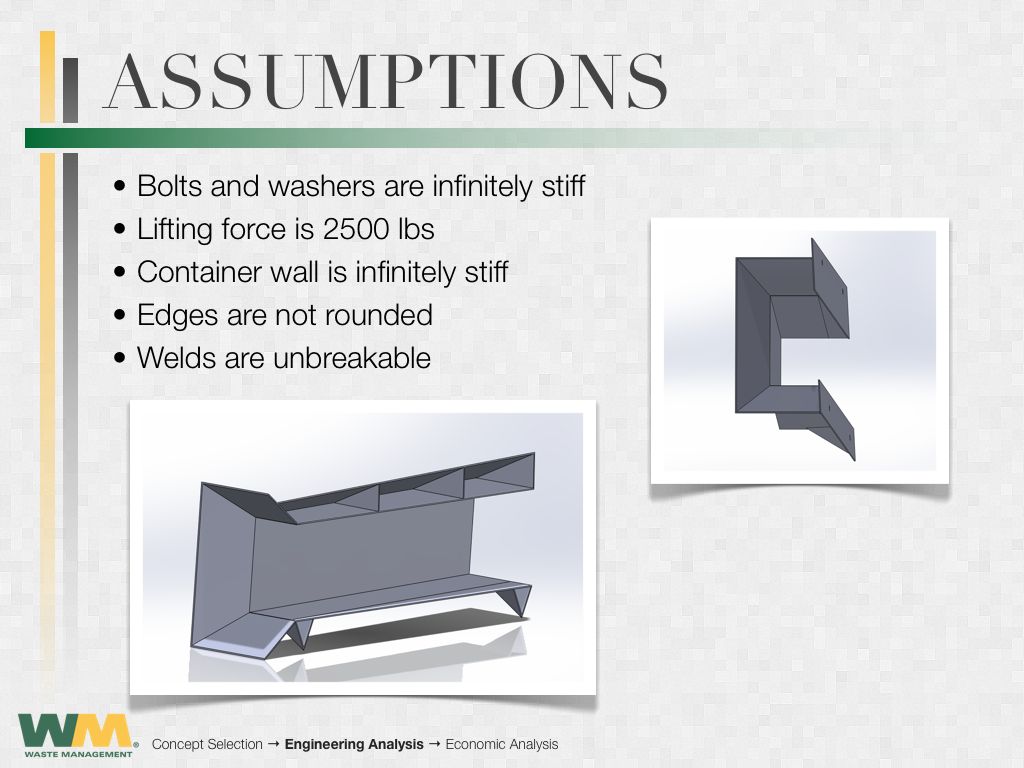 ASSUMPTIONS
• Bolts and washers are infinitely stiff
• Lifting force is 2500 lbs
• Container wall is infinitely stiff
• Edges are not rounded
• Welds are unbreakable
WM®
WASTE MANAGEMENT
Concept Selection → Engineering Analysis → Economic Analysis